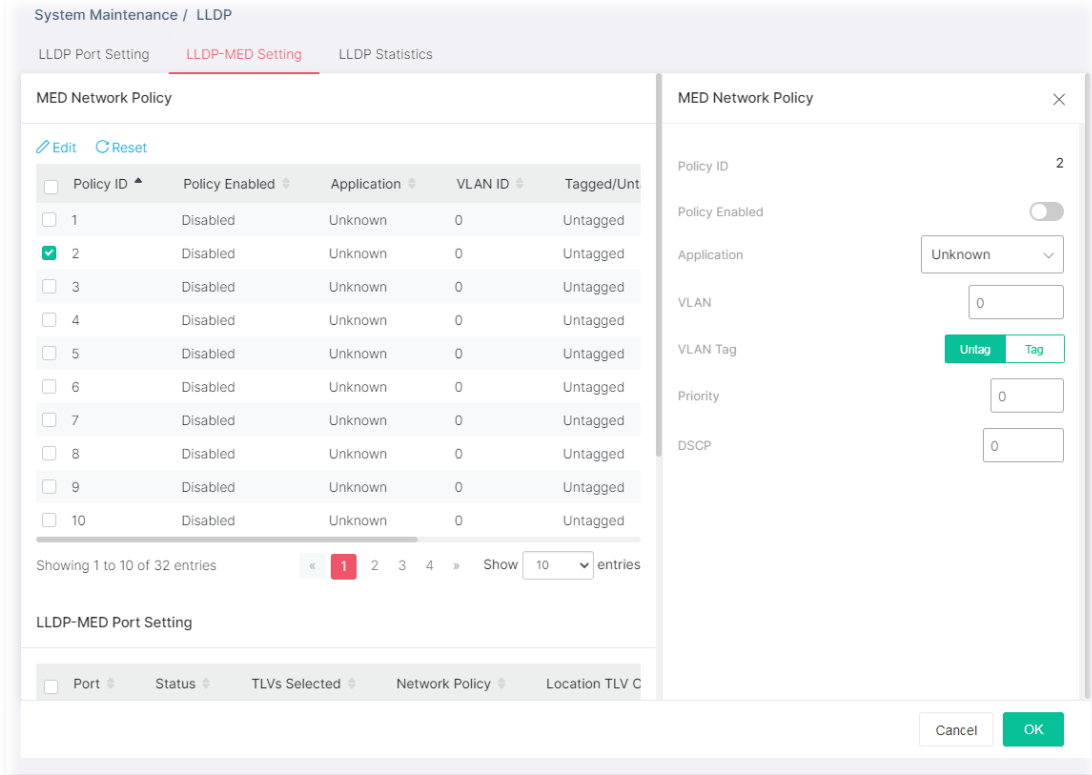 System Maintenance / LLDP
LLDP Port Setting LLDP-MED Setting LLDP Statistics
MED Network Policy
Edit Reset
Policy ID Policy Enabled Application VLAN ID Tagged/Unt
1 Disabled Unknown 0 Untagged
2 Disabled Unknown 0 Untagged
3 Disabled Unknown 0 Untagged
4 Disabled Unknown 0 Untagged
5 Disabled Unknown 0 Untagged
6 Disabled Unknown 0 Untagged
7 Disabled Unknown 0 Untagged
8 Disabled Unknown 0 Untagged
9 Disabled Unknown 0 Untagged
10 Disabled Unknown 0 Untagged
Showing 1 to 10 of 32 entries « 1 2 3 4 » Show 10 entries
LLDP-MED Port Setting
Port Status TLVs Selected Network Policy Location TLV C
MED Network Policy
Policy ID 2
Policy Enabled
Application Unknown
VLAN 0
VLAN Tag Untag Tag
Priority 0
DSCP 0
Cancel OK